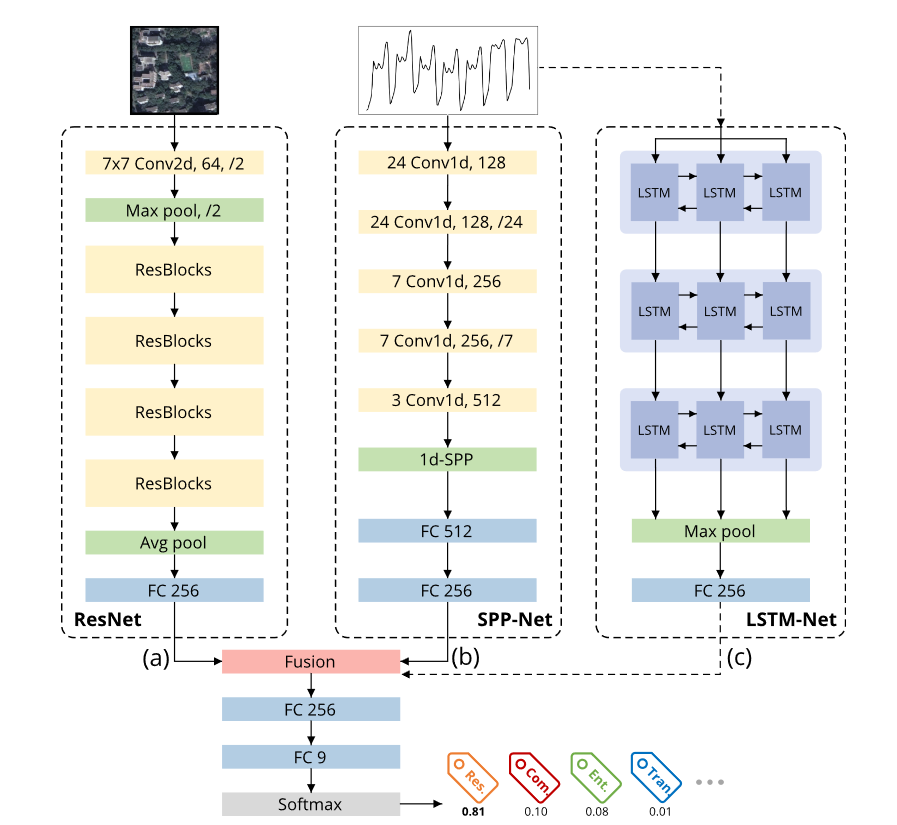 7x7 Conv2d, 64, /2
Max pool, /2
ResBlocks
ResBlocks
ResBlocks
ResBlocks
Avg pool
FC 256
ResNet
24 Conv1d, 128
24 Conv1d, 128, /24
7 Conv1d, 256
7 Conv1d, 256, /7
3 Conv1d, 512
1d-SPP
FC 512
FC 256
SPP-Net
LSTM LSTM LSTM
LSTM LSTM LSTM
LSTM LSTM LSTM
Max pool
FC 256
LSTM-Net
(a)
(b)
(c)
Fusion
FC 256
FC 9
Softmax
Res.
Com.
Ent.
Tran.
0.81
0.10
0.08
0.01